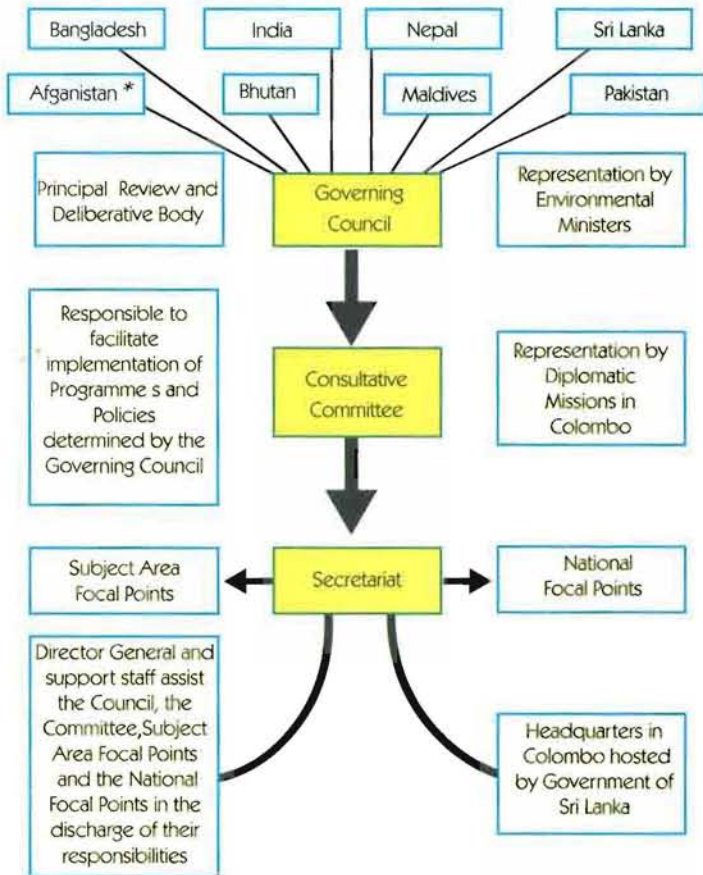 Bangladesh
India
Nepal
Sri Lanka
Afganistan *
Bhutan
Maldives
Pakistan
Principal Review and
Deliberative Body
Governing
Council
Representation by
Environmental
Ministers
Responsible to
facilitate
implementation of
Programme s and
Policies
determined by the
Governing Council
Consultative
Committee
Representation by
Diplomatic
Missions in
Colombo
Subject Area
Focal Points
Secretariat
National
Focal Points
Director General and
support staff assist
the Council, the
Committee,Subject
Area Focal Points
and the National
Focal Points in the
discharge of their
responsibilities
Headquarters in
Colombo hosted
by Government of
Sri Lanka